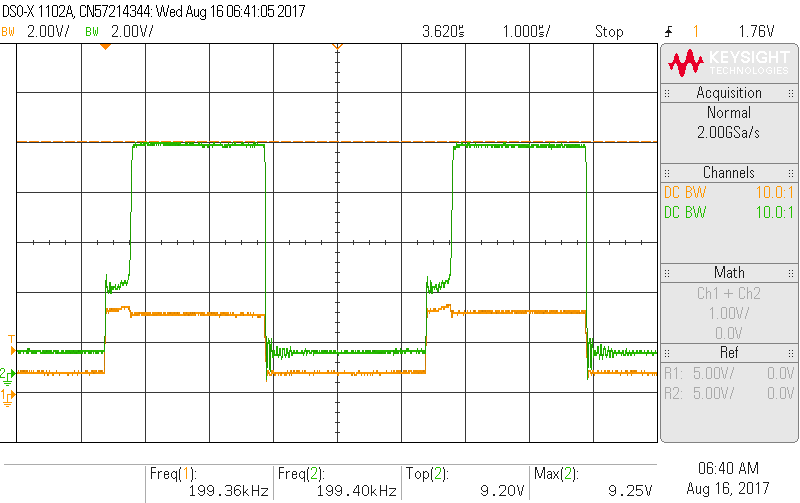 DSO-X 1102A, CN57214344: Wed Aug 16 06:41:05 2017
BW 2.00V/ BW 2.00V/ 3.620s 1.000s/ Stop 1 1.76V
KEYSIGHT
TECHNOLOGIES
Acquisition
Normal
2.00GSa/s
Channels
DC BW 10.0:1
DC BW 10.0:1
Math
Ch1 + Ch2
1.00V/
0.0V
Ref
R1: 5.00V/ 0.0V
R2: 5.00V/ 0.0V
T
2
1
Freq(1): Freq(2): Top(2): Max(2):
199.36kHz 199.40kHz 9.20V 9.25V
06:40 AM
Aug 16, 2017